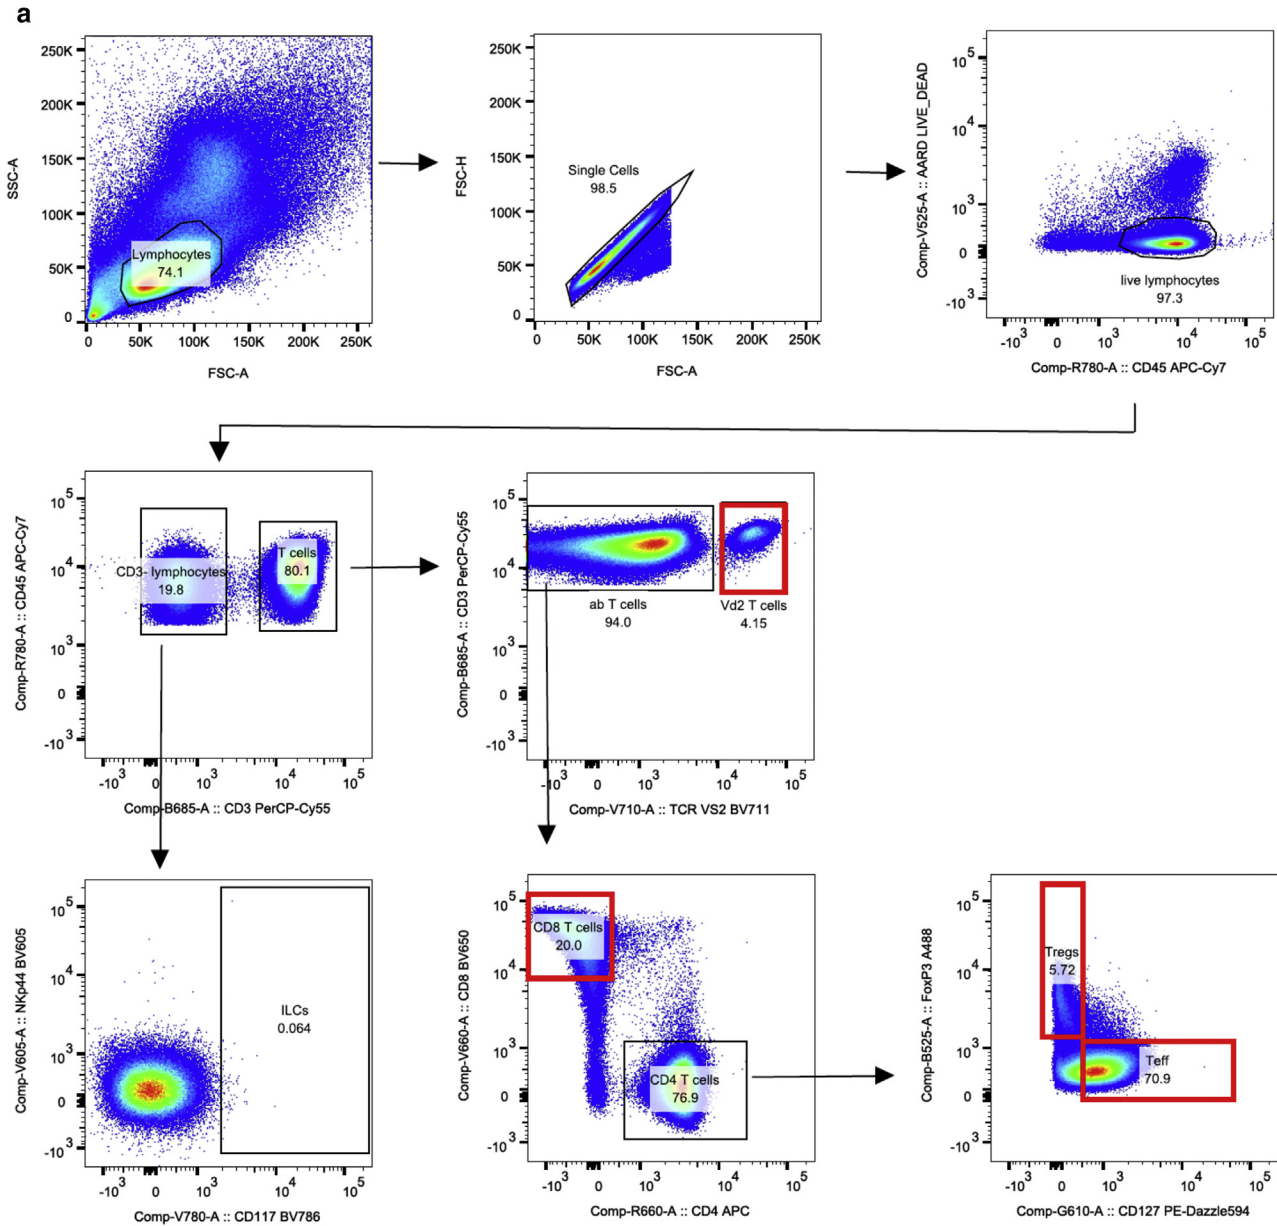 a
250K
200K
150K
100K
50K
0
SSC-A
Lymphocytes
74.1
0 50K 100K 150K 200K 250K
FSC-A
250K
200K
150K
100K
50K
0
FSC-H
Single Cells
98.5
0 50K 100K 150K 200K 250K
FSC-A
10^5
10^4
10^3
0
-10^3
Comp-V525-A :: AARD LIVE_DEAD
live lymphocytes
97.3
-10^3 0 10^3 10^4 10^5
Comp-R780-A :: CD45 APC-Cy7
10^5
10^4
10^3
0
-10^3
Comp-R780-A :: CD45 APC-Cy7
CD3- lymphocytes
19.8
T cells
80.1
-10^3 0 10^3 10^4 10^5
Comp-B685-A :: CD3 PerCP-Cy55
10^5
10^4
10^3
0
-10^3
Comp-B685-A :: CD3 PerCP-Cy55
ab T cells
94.0
Vd2 T cells
4.15
-10^3 0 10^3 10^4 10^5
Comp-V710-A :: TCR VS2 BV711
10^5
10^4
10^3
0
-10^3
Comp-V605-A :: NKp44 BV605
ILCs
0.064
-10^3 0 10^3 10^4 10^5
Comp-V780-A :: CD117 BV786
10^5
10^4
10^3
0
-10^3
Comp-V660-A :: CD8 BV650
CD8 T cells
20.0
CD4 T cells
76.9
-10^3 0 10^3 10^4 10^5
Comp-R660-A :: CD4 APC
10^5
10^4
10^3
0
-10^3
Comp-B525-A :: FoxP3 A488
Tregs
5.72
Teff
70.9
-10^3 0 10^3 10^4 10^5
Comp-G610-A :: CD127 PE-Dazzle594